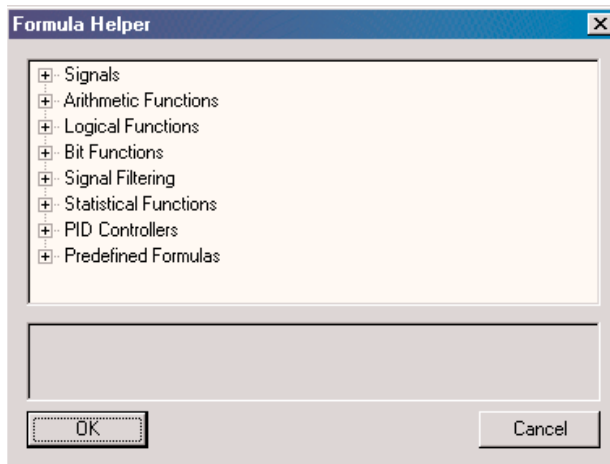 Formula Helper
Signals
Arithmetic Functions
Logical Functions
Bit Functions
Signal Filtering
Statistical Functions
PID Controllers
Predefined Formulas
OK
Cancel